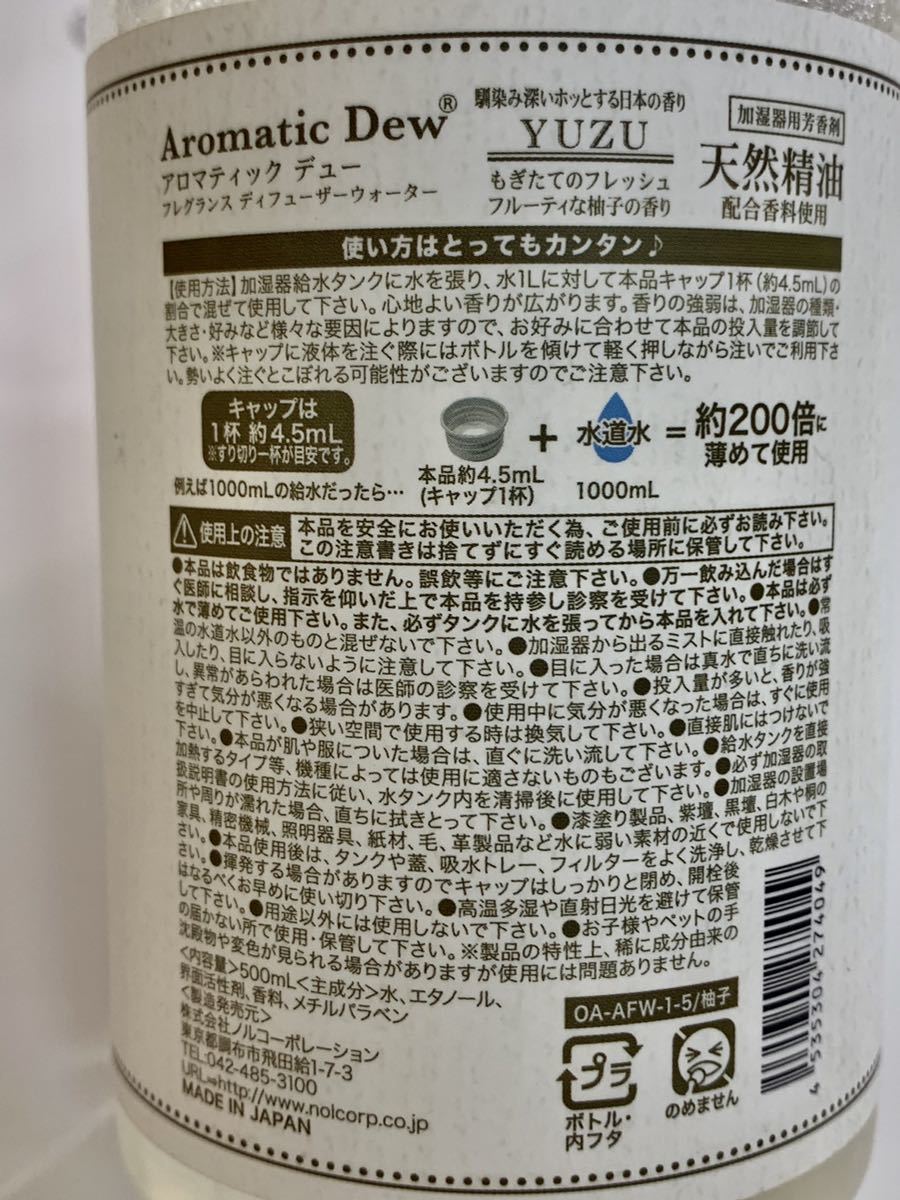 Aromatic Dew®
アロマティック デュー
フレグランス ディフューザーウォーター
馴染み深いホッとする日本の香り
YUZU
もぎたてのフレッシュ
フルーティな柚子の香り
加湿器用芳香剤
天然精油
配合香料使用
使い方はとってもカンタン♪
【使用方法】加湿器給水タンクに水を張り、水1Lに対して本品キャップ1杯(約4.5mL)の
割合で混ぜて使用して下さい。心地よい香りが広がります。香りの強弱は、加湿器の種類・
大きさ・好みなど様々な要因によりますので、お好みに合わせて本品の投入量を調節して
下さい。※キャップに液体を注ぐ際にはボトルを傾けて軽く押しながら注いでご利用下さ
い。勢いよく注ぐとこぼれる可能性がございますのでご注意下さい。
キャップは
1杯 約4.5mL
※すり切り一杯が目安です。
例えば1000mLの給水だったら…
本品約4.5mL
(キャップ1杯)
+
水道水
1000mL
=
約200倍に
薄めて使用
使用上の注意
本品を安全にお使いいただく為、ご使用前に必ずお読み下さい。
この注意書きは捨てずにすぐ読める場所に保管して下さい。
●本品は飲食物ではありません。誤飲等にご注意下さい。●万一飲み込んだ場合はす
ぐ医師に相談し、指示を仰いだ上で本品を持参し診察を受けて下さい。●本品は必ず
水で薄めてご使用下さい。また、必ずタンクに水を張ってから本品を入れて下さい。●常
温の水道水以外のものと混ぜないで下さい。●加湿器から出るミストに直接触れたり、吸
入したり、目に入らないように注意して下さい。●目に入った場合は真水で直ちに洗い流
し、異常があらわれた場合は医師の診察を受けて下さい。●投入量が多いと、香りが強
すぎて気分が悪くなる場合があります。●使用中に気分が悪くなった場合は、すぐに使用
を中止して下さい。●狭い空間で使用する時は換気して下さい。●直接肌にはつけないで
下さい。●本品が肌や服についた場合は、直ぐに洗い流して下さい。●給水タンクを直接
加熱するタイプ等、機種によっては使用に適さないものもございます。●必ず加湿器の取
扱説明書の使用方法に従い、水タンク内を清掃後に使用して下さい。●加湿器の設置場
所や周りが濡れた場合、直ちに拭きとって下さい。●漆塗り製品、紫壇、黒壇、白木や桐の
家具、精密機械、照明器具、紙材、毛、革製品など水に弱い素材の近くで使用しないで下
さい。●本品使用後は、タンクや蓋、吸水トレー、フィルターをよく洗浄し、乾燥させて下
さい。●揮発する場合がありますのでキャップはしっかりと閉め、開栓後
はなるべくお早めに使い切り下さい。●高温多湿や直射日光を避けて保管
して下さい。●用途以外には使用しないで下さい。●お子様やペットの手
の届かない所で使用・保管して下さい。※製品の特性上、稀に成分由来の
沈殿物や変色が見られる場合がありますが使用には問題ありません。
<内容量>500mL<主成分>水、エタノール、
界面活性剤、香料、メチルパラベン
<製造発売元>
株式会社ノルコーポレーション
東京都調布市飛田給1-7-3
TEL:042-485-3100
URL⇒http://www.nolcorp.co.jp
MADE IN JAPAN
OA-AFW-1-5/柚子
プラ
ボトル・
内フタ
のめません
4 535304 274049